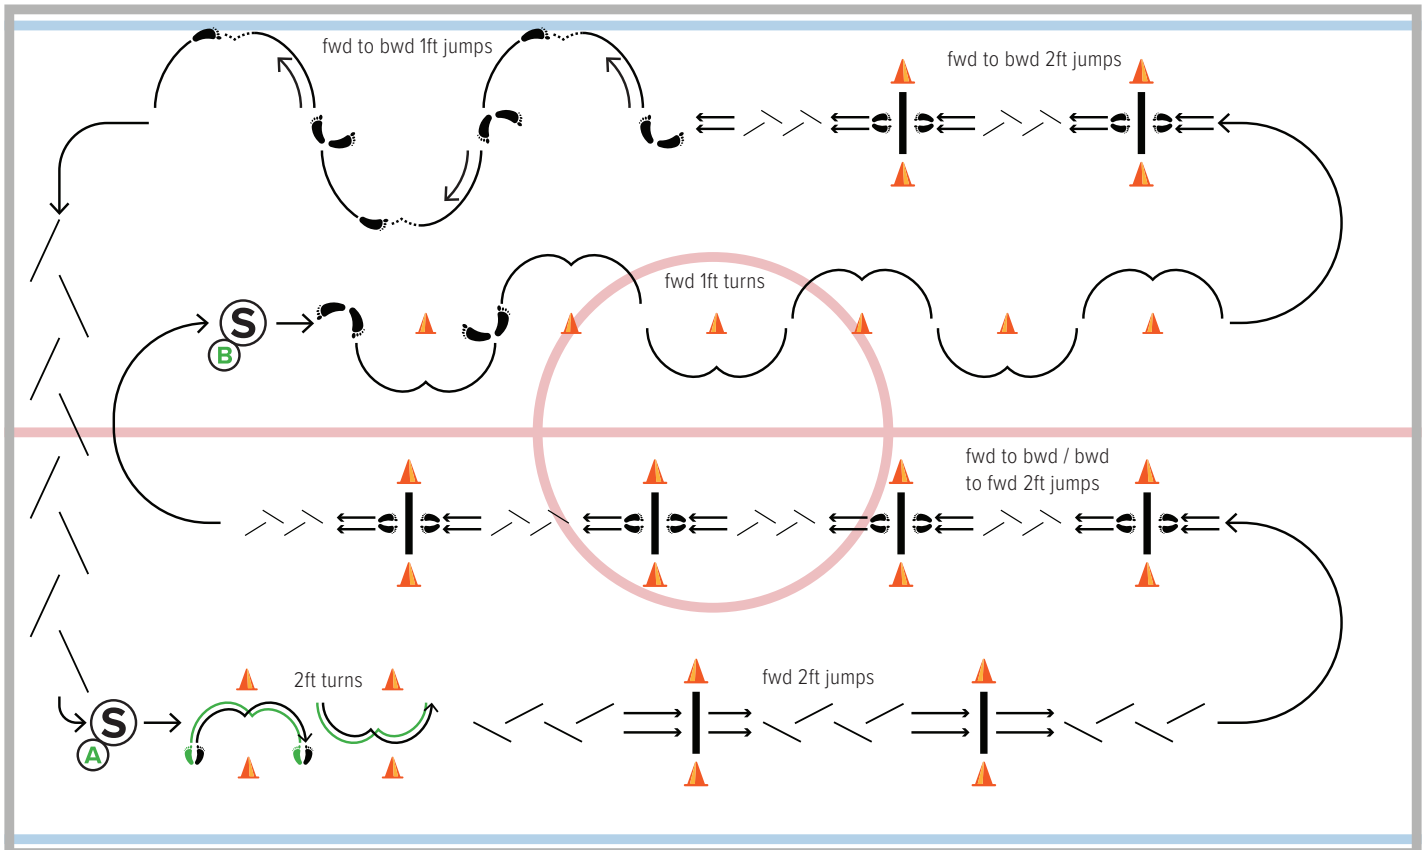 fwd to bwd 1ft jumps
fwd to bwd 2ft jumps
fwd 1ft turns
S
B
fwd to bwd / bwd
to fwd 2ft jumps
2ft turns
fwd 2ft jumps
S
A